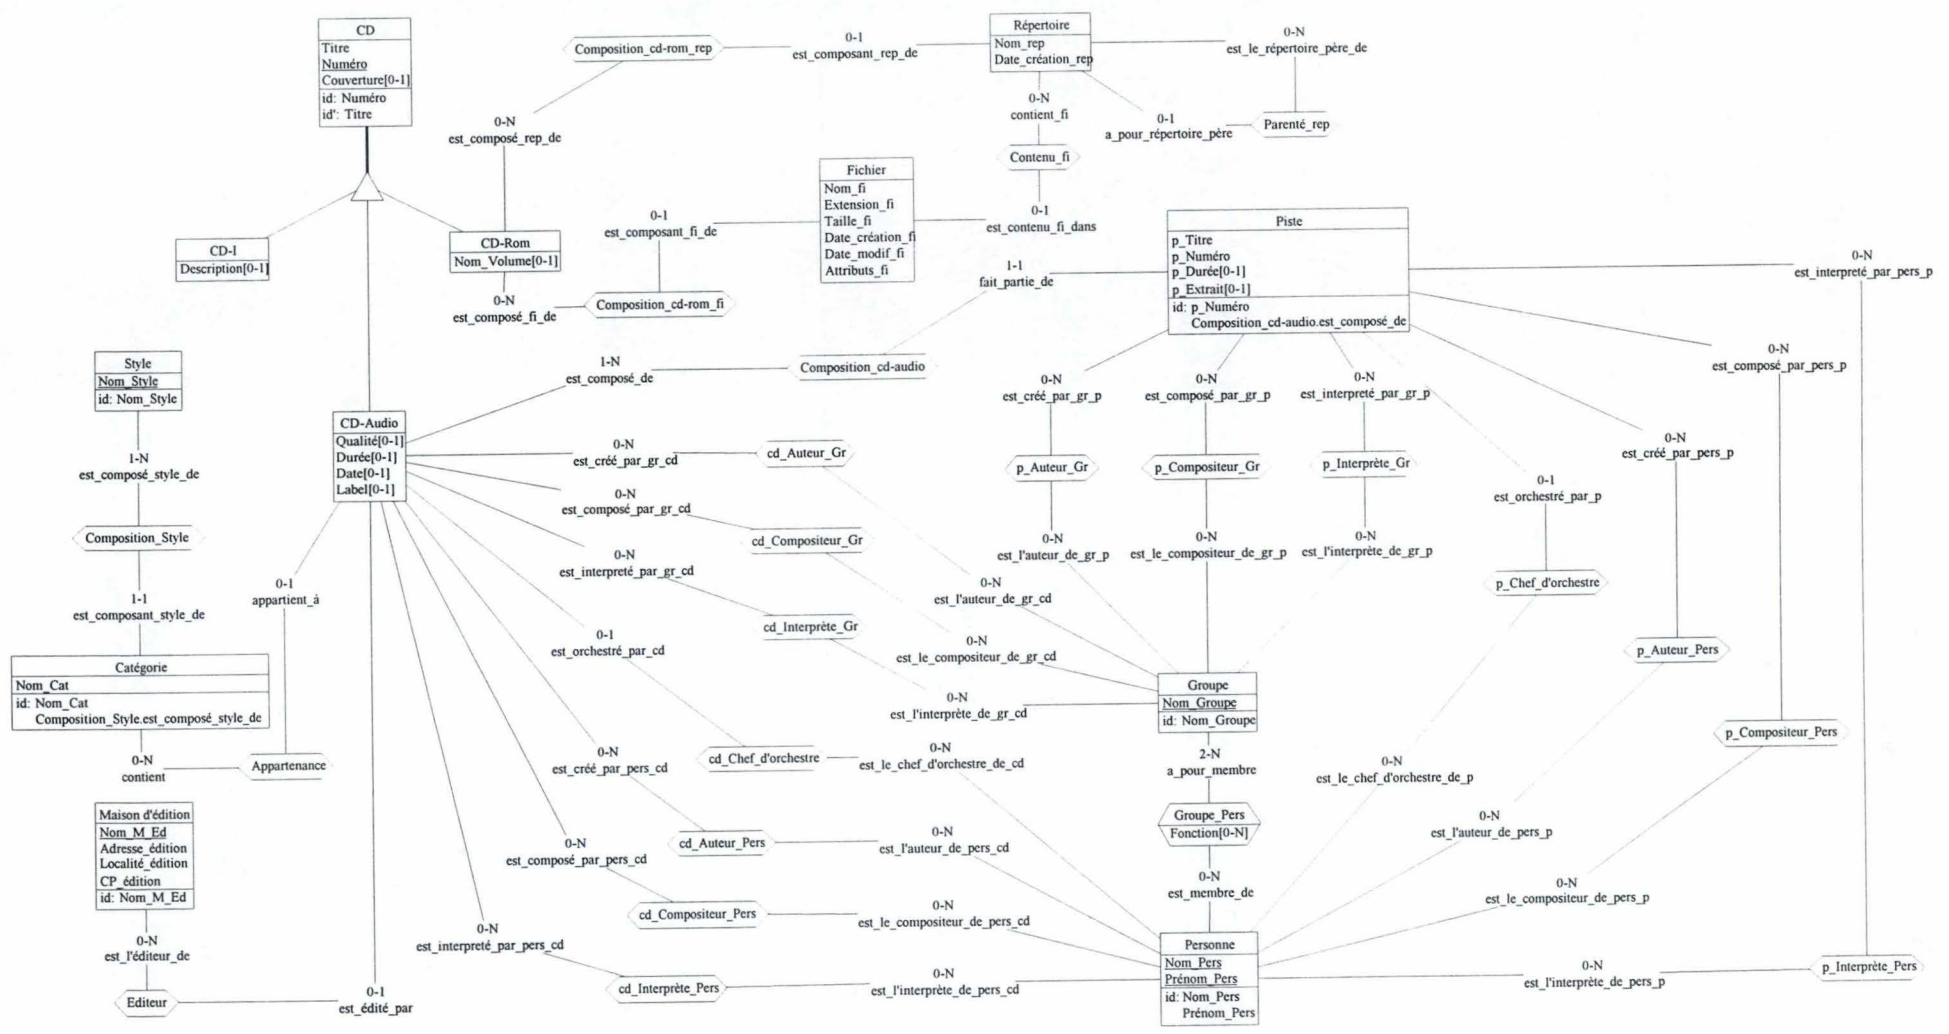 CD
Titre
Numéro
Couverture[0-1]
id: Numéro
id': Titre
Composition_cd-rom_rep
0-1
est_composant_rep_de
Répertoire
Nom_rep
Date_création_rep
0-N
est_le_répertoire_père_de
0-N
est_composé_rep_de
0-N
contient_fi
0-1
a_pour_répertoire_père
Parenté_rep
Contenu_fi
Fichier
Nom_fi
Extension_fi
Taille_fi
Date_création_fi
Date_modif_fi
Attributs_fi
0-1
est_composant_fi_de
0-1
est_contenu_fi_dans
CD-I
Description[0-1]
CD-Rom
Nom_Volume[0-1]
0-N
est_composé_fi_de
Composition_cd-rom_fi
1-1
fait_partie_de
Piste
p_Titre
p_Numéro
p_Durée[0-1]
p_Extrait[0-1]
id: p_Numéro
Composition_cd-audio.est_composé_de
0-N
est_interpreté_par_pers_p
Style
Nom_Style
id: Nom_Style
1-N
est_composé_de
Composition_cd-audio
0-N
est_créé_par_gr_p
0-N
est_composé_par_gr_p
0-N
est_interpreté_par_gr_p
0-N
est_composé_par_pers_p
CD-Audio
Qualité[0-1]
Durée[0-1]
Date[0-1]
Label[0-1]
1-N
est_composé_style_de
0-N
est_créé_par_gr_cd
cd_Auteur_Gr
p_Auteur_Gr
p_Compositeur_Gr
p_Interprète_Gr
0-N
est_créé_par_pers_p
0-1
est_orchestré_par_p
0-N
est_composé_par_gr_cd
Composition_Style
cd_Compositeur_Gr
0-N
est_l'auteur_de_gr_p
0-N
est_le_compositeur_de_gr_p
0-N
est_l'interprète_de_gr_p
0-N
est_interpreté_par_gr_cd
0-1
appartient_à
1-1
est_composant_style_de
0-N
est_l'auteur_de_gr_cd
p_Chef_d'orchestre
cd_Interprète_Gr
0-1
est_orchestré_par_cd
0-N
est_le_compositeur_de_gr_cd
p_Auteur_Pers
Catégorie
Nom_Cat
id: Nom_Cat
Composition_Style.est_composé_style_de
0-N
est_l'interprète_de_gr_cd
Groupe
Nom_Groupe
id: Nom_Groupe
p_Compositeur_Pers
0-N
contient
Appartenance
0-N
est_créé_par_pers_cd
cd_Chef_d'orchestre
0-N
est_le_chef_d'orchestre_de_cd
2-N
a_pour_membre
0-N
est_le_chef_d'orchestre_de_p
Maison d'édition
Nom_M_Ed
Adresse_édition
Localité_édition
CP_édition
id: Nom_M_Ed
Groupe_Pers
Fonction[0-N]
0-N
est_l'auteur_de_pers_p
0-N
est_composé_par_pers_cd
cd_Auteur_Pers
0-N
est_l'auteur_de_pers_cd
0-N
est_membre_de
0-N
est_le_compositeur_de_pers_p
cd_Compositeur_Pers
0-N
est_le_compositeur_de_pers_cd
0-N
est_l'éditeur_de
0-N
est_interpreté_par_pers_cd
Personne
Nom_Pers
Prénom_Pers
id: Nom_Pers
Prénom_Pers
0-N
est_l'interprète_de_pers_p
p_Interprète_Pers
Editeur
0-1
est_édité_par
cd_Interprète_Pers
0-N
est_l'interprète_de_pers_cd